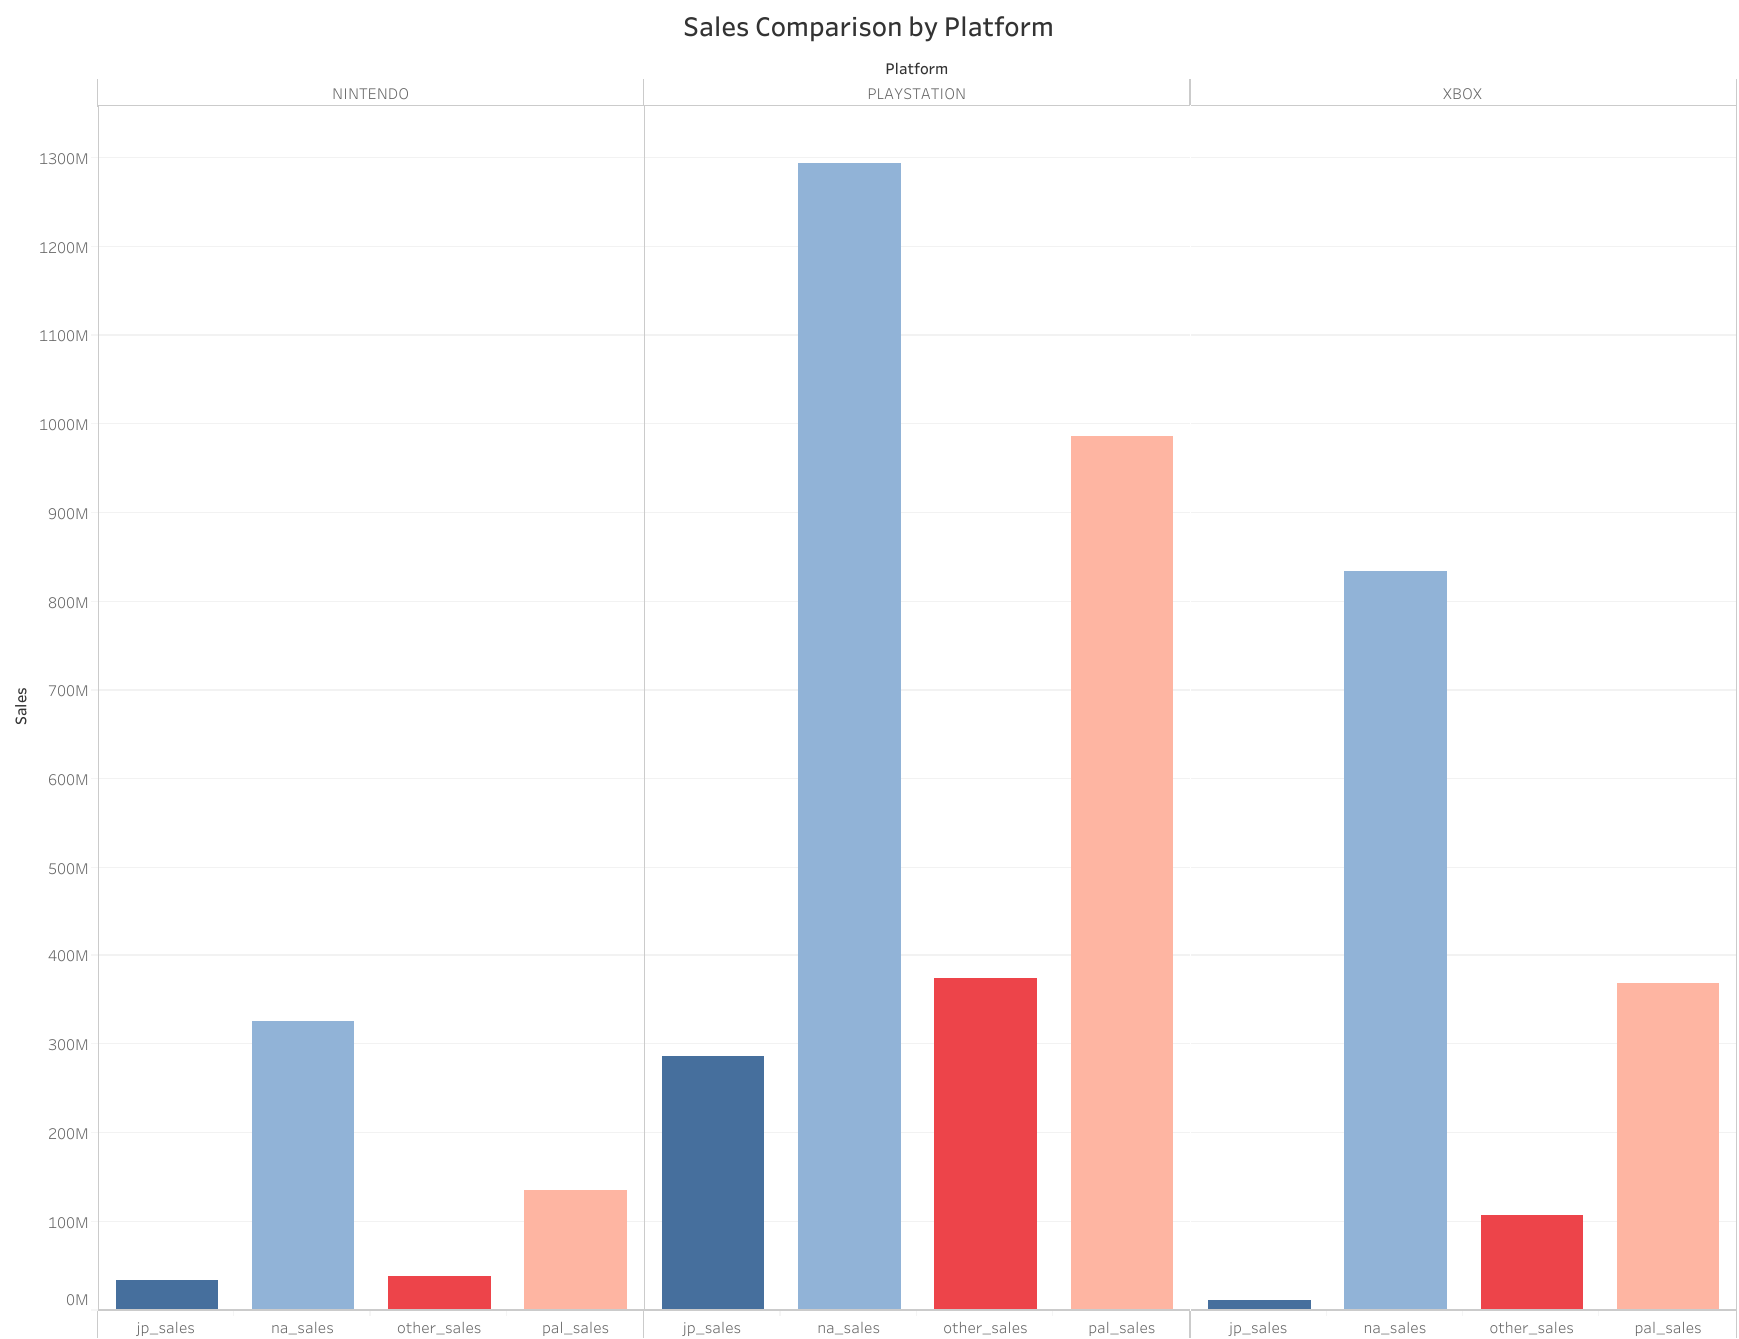 Sales Comparison by Platform
Platform
NINTENDO PLAYSTATION XBOX
1300M
1200M
1100M
1000M
900M
800M
700M
Sales
600M
500M
400M
300M
200M
100M
0M
jp_sales na_sales other_sales pal_sales jp_sales na_sales other_sales pal_sales jp_sales na_sales other_sales pal_sales